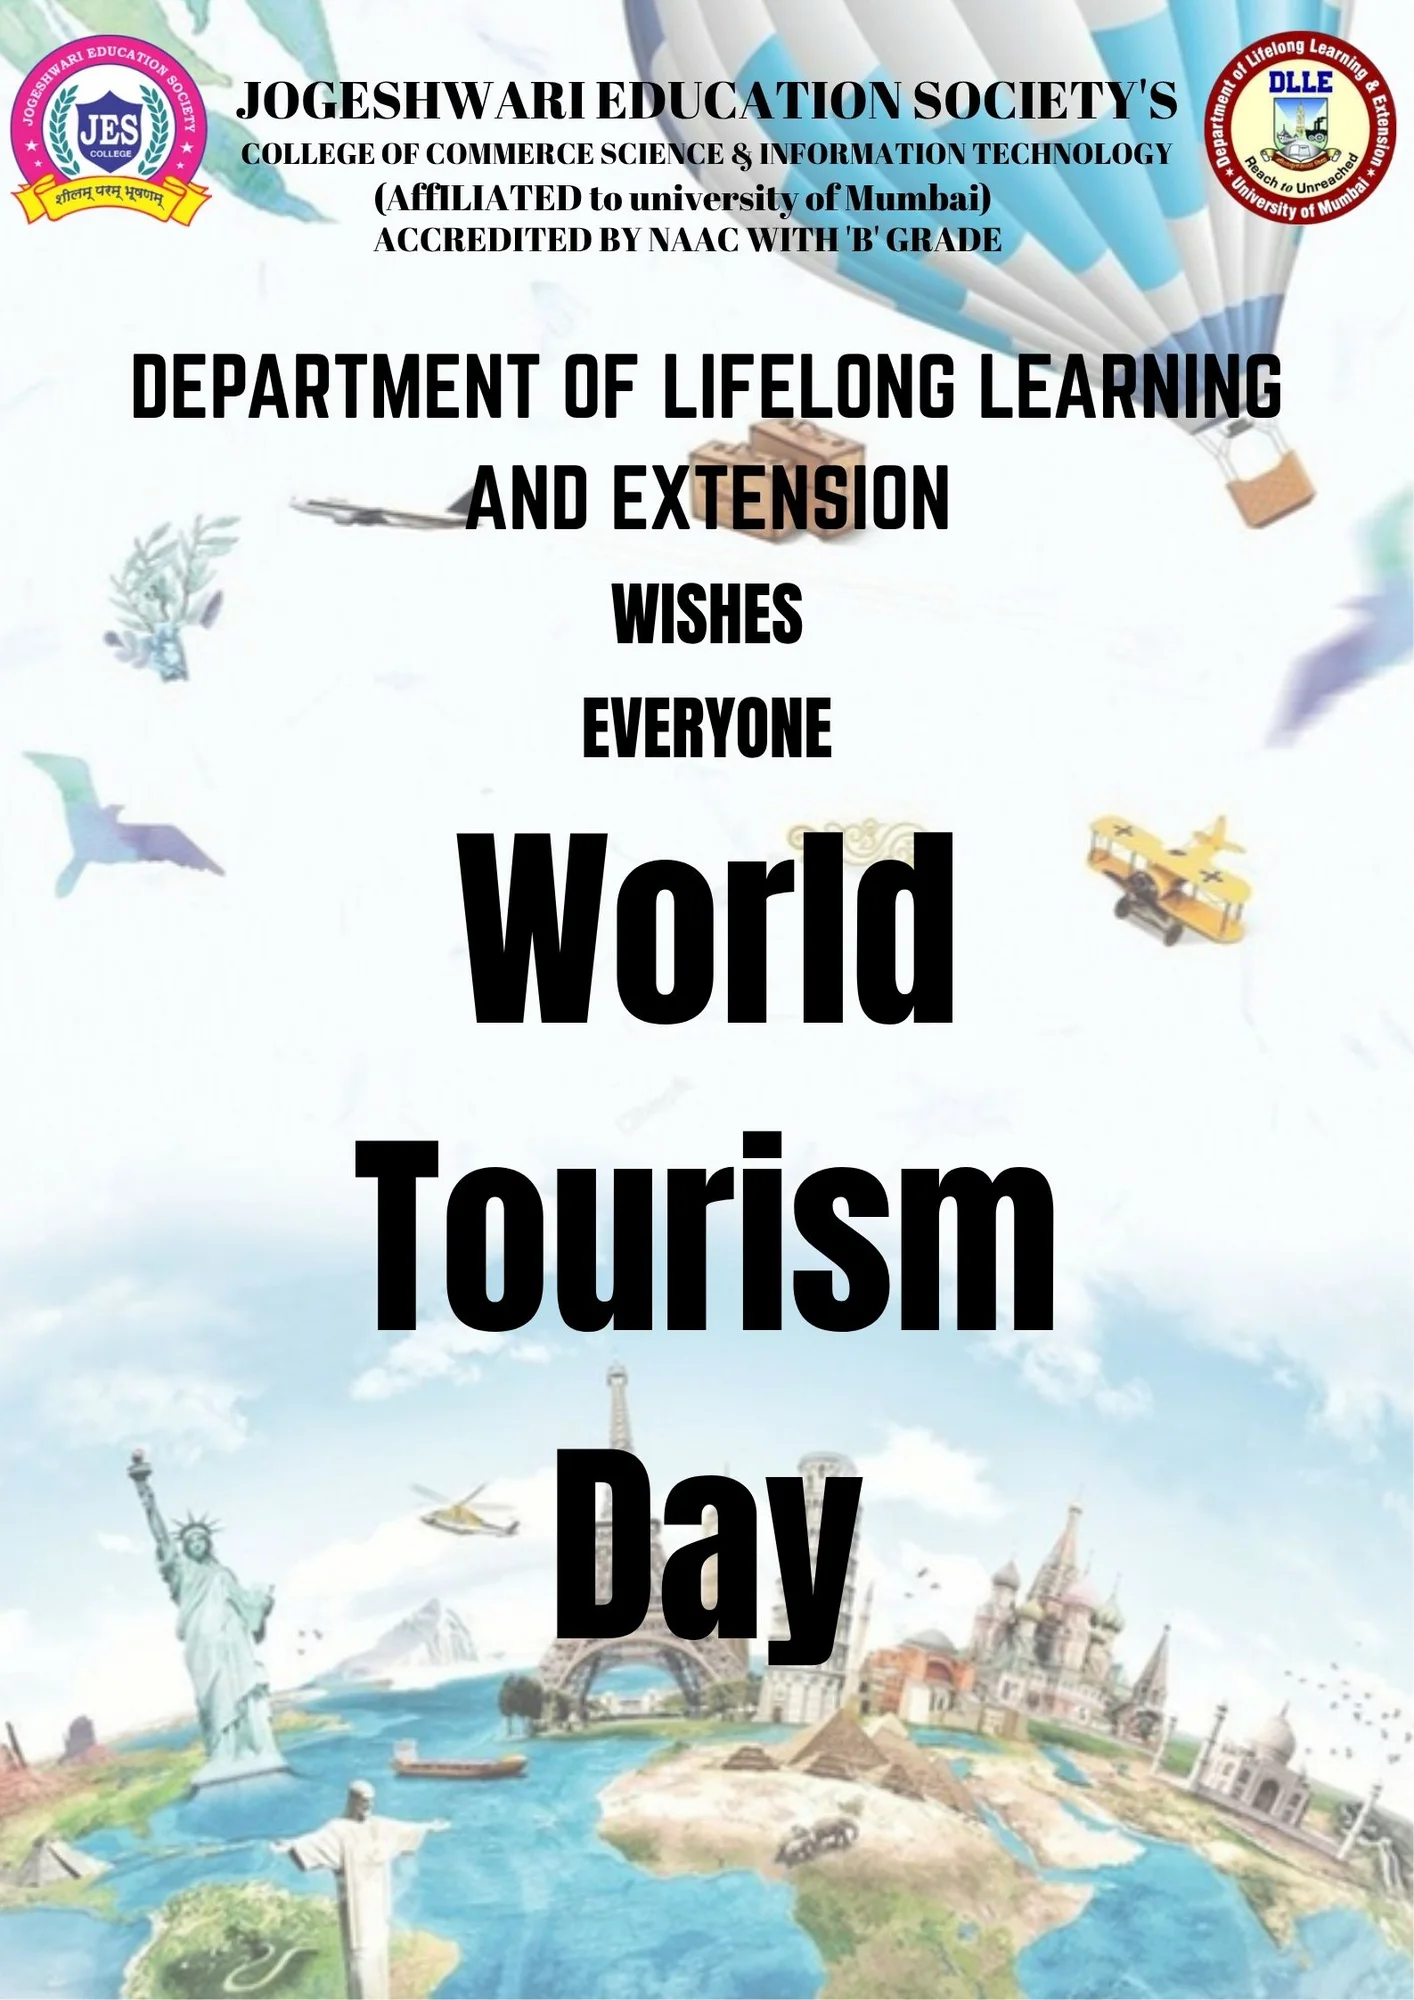 JOGESHWARI EDUCATION SOCIETY
JES
COLLEGE
शीलम् परम् भूषणम्
JOGESHWARI EDUCATION SOCIETY'S
COLLEGE OF COMMERCE SCIENCE & INFORMATION TECHNOLOGY
(AffILIATED to university of Mumbai)
ACCREDITED BY NAAC WITH 'B' GRADE
Department of Lifelong Learning & Extension
DLLE
Reach to Unreached
University of Mumbai
DEPARTMENT OF LIFELONG LEARNING
AND EXTENSION
WISHES
EVERYONE
World
Tourism
Day